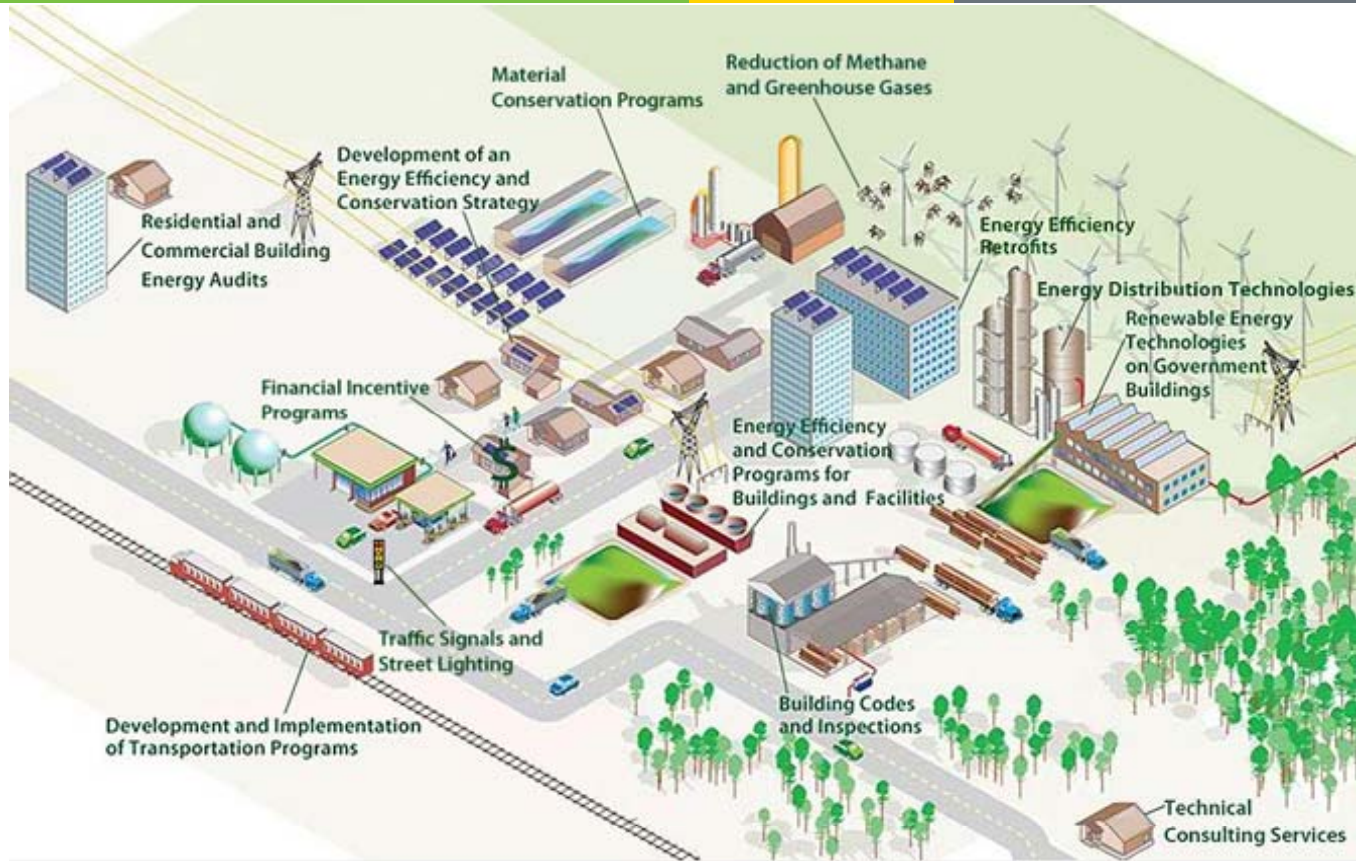 Reduction of Methane
and Greenhouse Gases
Material
Conservation Programs
Development of an
Energy Efficiency and
Conservation Strategy
Residential and
Commercial Building
Energy Audits
Energy Efficiency
Retrofits
Energy Distribution Technologies
Renewable Energy
Technologies
on Government
Buildings
Financial Incentive
Programs
$
Energy Efficiency
and Conservation
Programs for
Buildings and Facilities
Traffic Signals and
Street Lighting
Development and Implementation
of Transportation Programs
Building Codes
and Inspections
Technical
Consulting Services